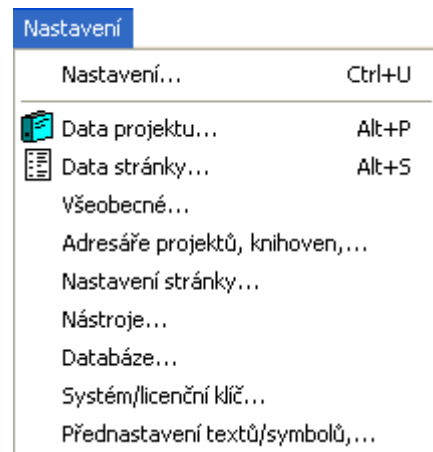 Nastavení
Nastavení... Ctrl+U
Data projektu... Alt+P
Data stránky... Alt+S
Všeobecné...
Adresáře projektů, knihoven,...
Nastavení stránky...
Nástroje...
Databáze...
Systém/licenční klíč...
Přednastavení textů/symbolů,...